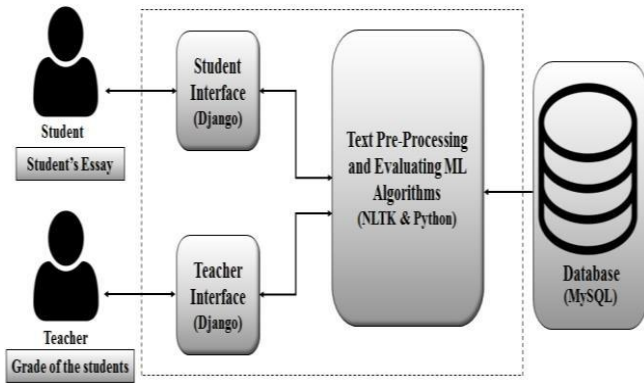 Student
Student's Essay
Student
Interface
(Django)
Text Pre-Processing
and Evaluating ML
Algorithms
(NLTK & Python)
Database
(MySQL)
Teacher
Interface
(Django)
Teacher
Grade of the students